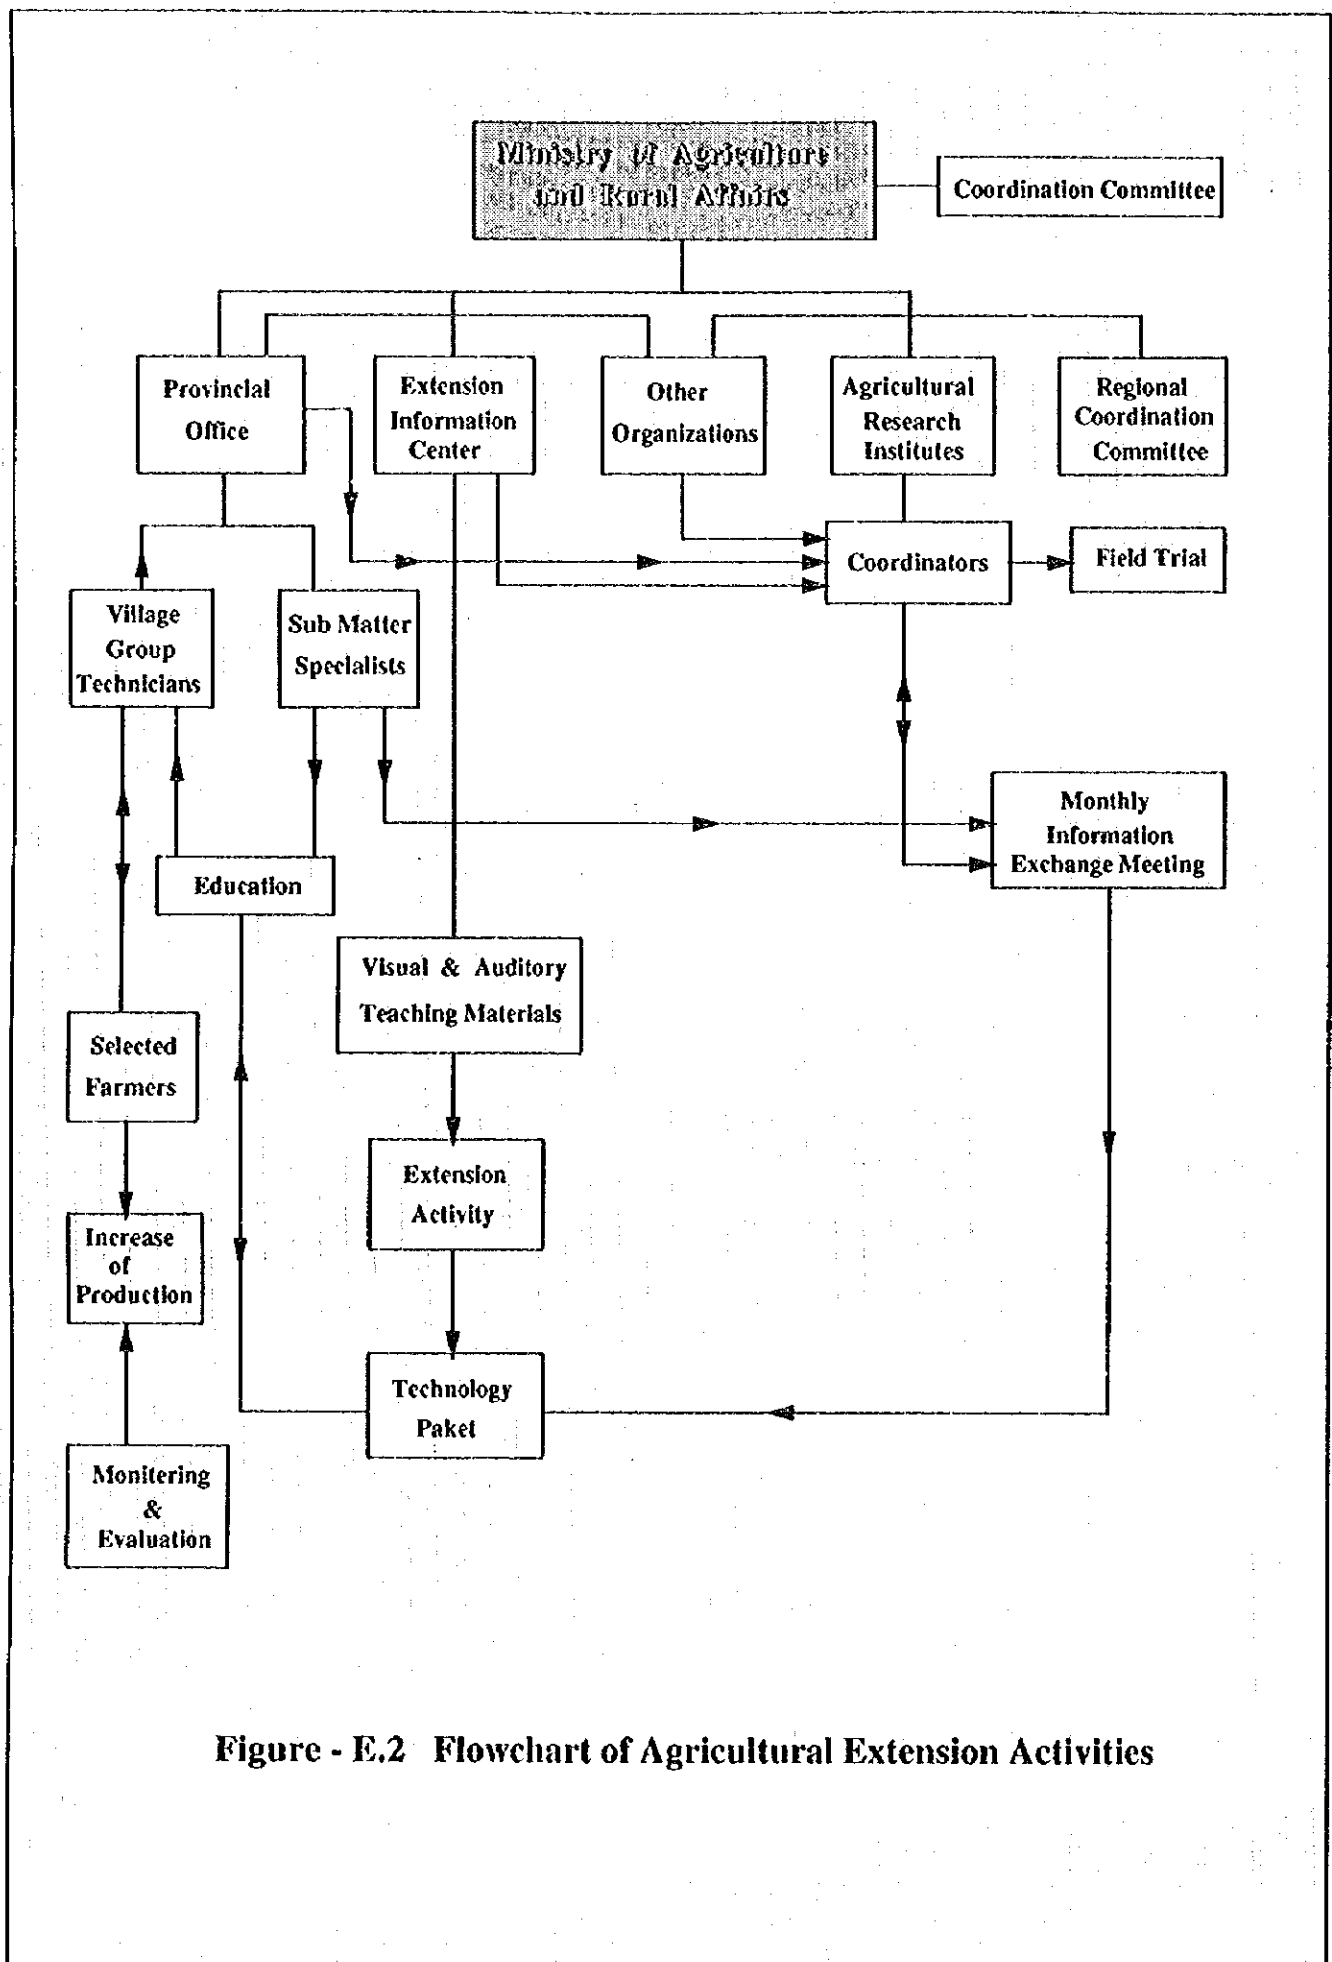 Ministry of Agriculture
and Rural Affairs
Coordination Committee
Provincial
Office
Extension
Information
Center
Other
Organizations
Agricultural
Research
Institutes
Regional
Coordination
Committee
Coordinators
Field Trial
Village
Group
Technicians
Sub Matter
Specialists
Monthly
Information
Exchange Meeting
Education
Visual & Auditory
Teaching Materials
Selected
Farmers
Extension
Activity
Increase
of
Production
Technology
Paket
Monitering
&
Evaluation
Figure - E.2 Flowchart of Agricultural Extension Activities